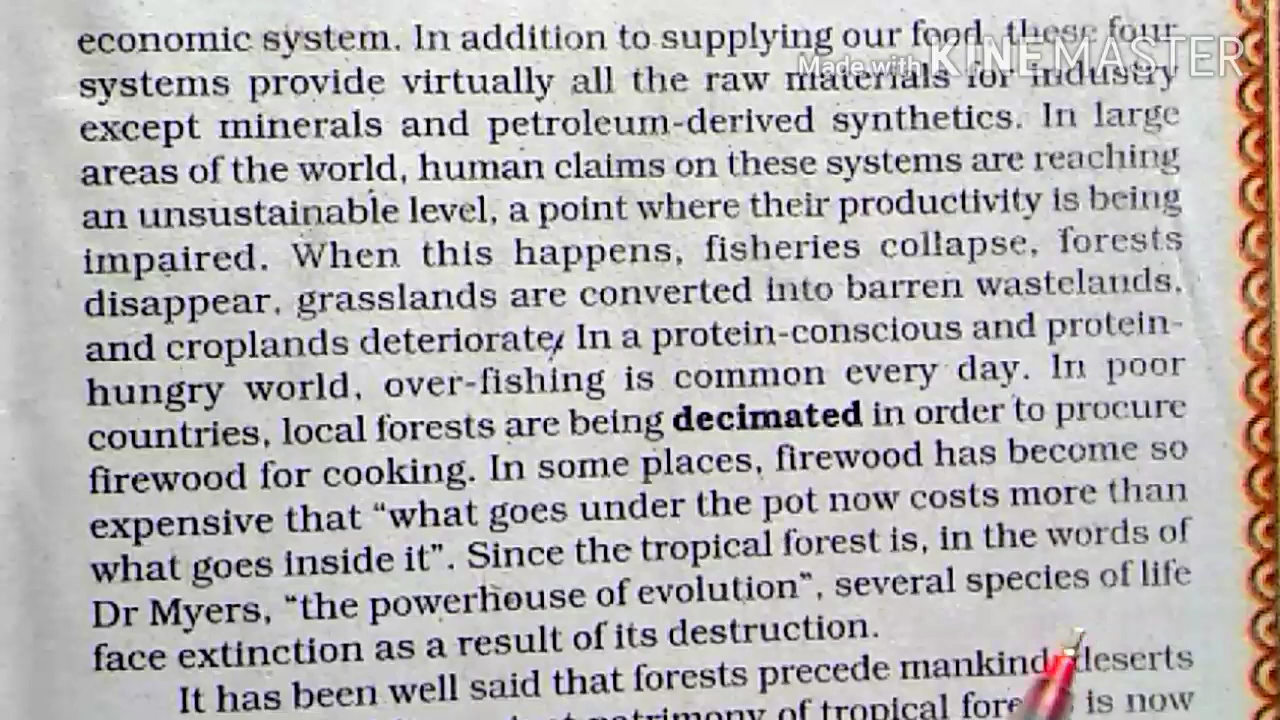 economic system. In addition to supplying our food, these four
Made with KINEMASTER
systems provide virtually all the raw materials for industry
except minerals and petroleum-derived synthetics. In large
areas of the world, human claims on these systems are reaching
an unsustainable level, a point where their productivity is being
impaired. When this happens, fisheries collapse, forests
disappear, grasslands are converted into barren wastelands,
and croplands deteriorate. In a protein-conscious and protein-
hungry world, over-fishing is common every day. In poor
countries, local forests are being decimated in order to procure
firewood for cooking. In some places, firewood has become so
expensive that “what goes under the pot now costs more than
what goes inside it”. Since the tropical forest is, in the words of
Dr Myers, “the powerhouse of evolution”, several species of life
face extinction as a result of its destruction.
It has been well said that forests precede mankind; deserts
patrimony of tropical is now